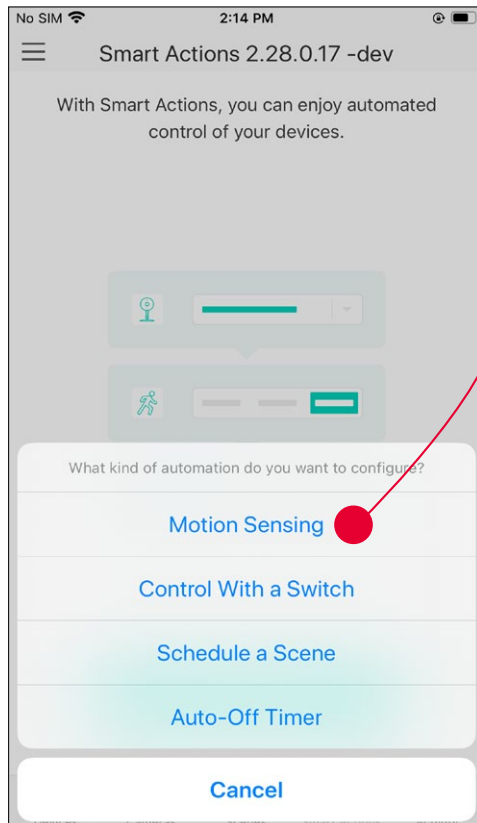 No SIM 2:14 PM
Smart Actions 2.28.0.17 -dev
With Smart Actions, you can enjoy automated
control of your devices.
What kind of automation do you want to configure?
Motion Sensing
Control With a Switch
Schedule a Scene
Auto-Off Timer
Cancel